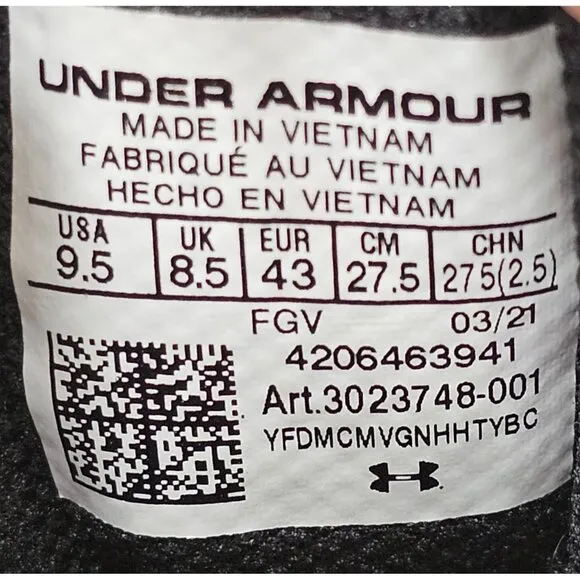 UNDER ARMOUR
MADE IN VIETNAM
FABRIQUÉ AU VIETNAM
HECHO EN VIETNAM
USA UK EUR CM CHN
9.5 8.5 43 27.5 275(2.5)
FGV 03/21
4206463941
Art.3023748-001
YFDMCMVGNHHTYBC